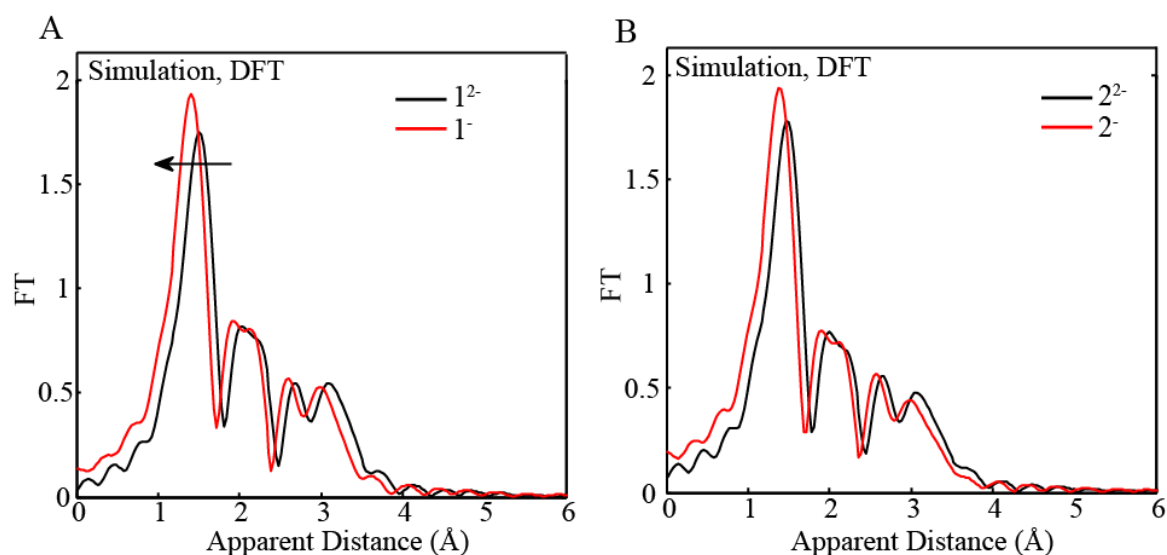 A
Simulation, DFT
1²⁻
1⁻
2
1.5
1
0.5
0
FT
0 1 2 3 4 5 6
Apparent Distance (Å)
B
Simulation, DFT
2²⁻
2⁻
2
1.5
1
0.5
0
FT
0 1 2 3 4 5 6
Apparent Distance (Å)